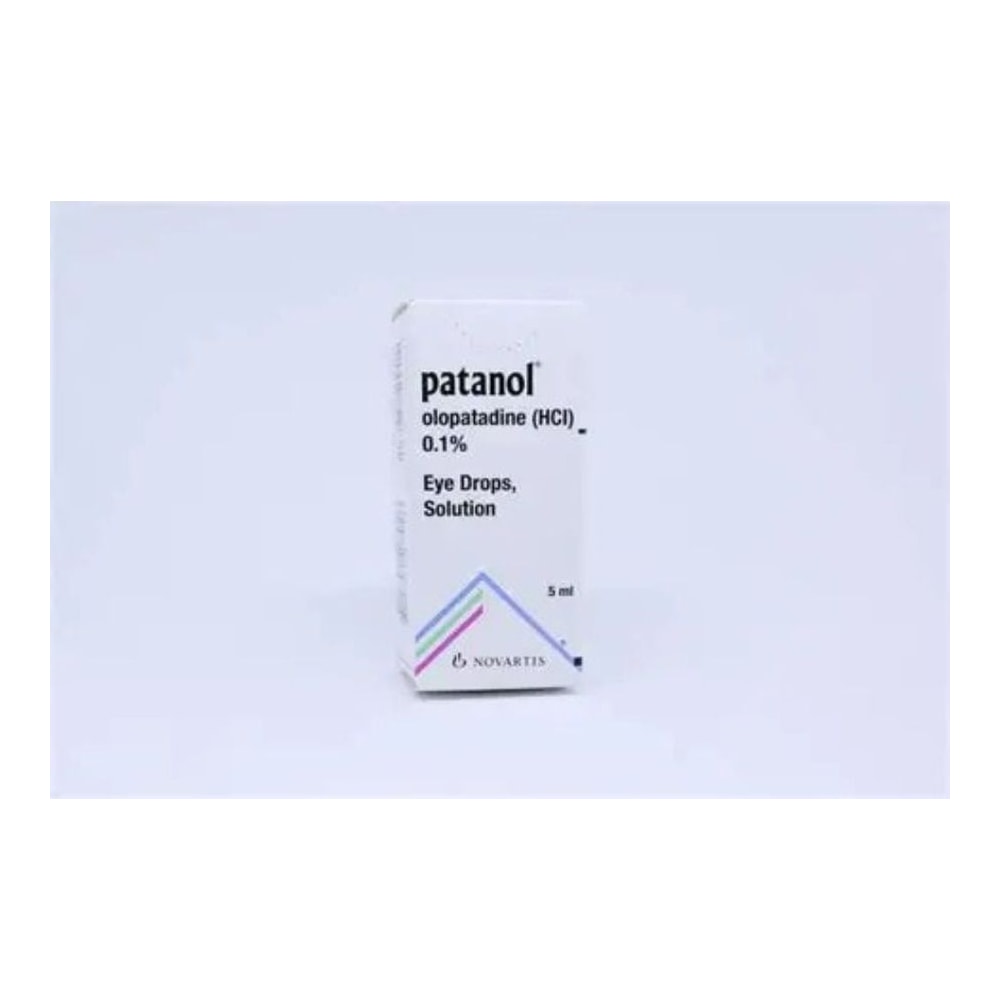 patanol®
olopatadine (HCl)
0.1%
Eye Drops,
Solution
5 ml
NOVARTIS